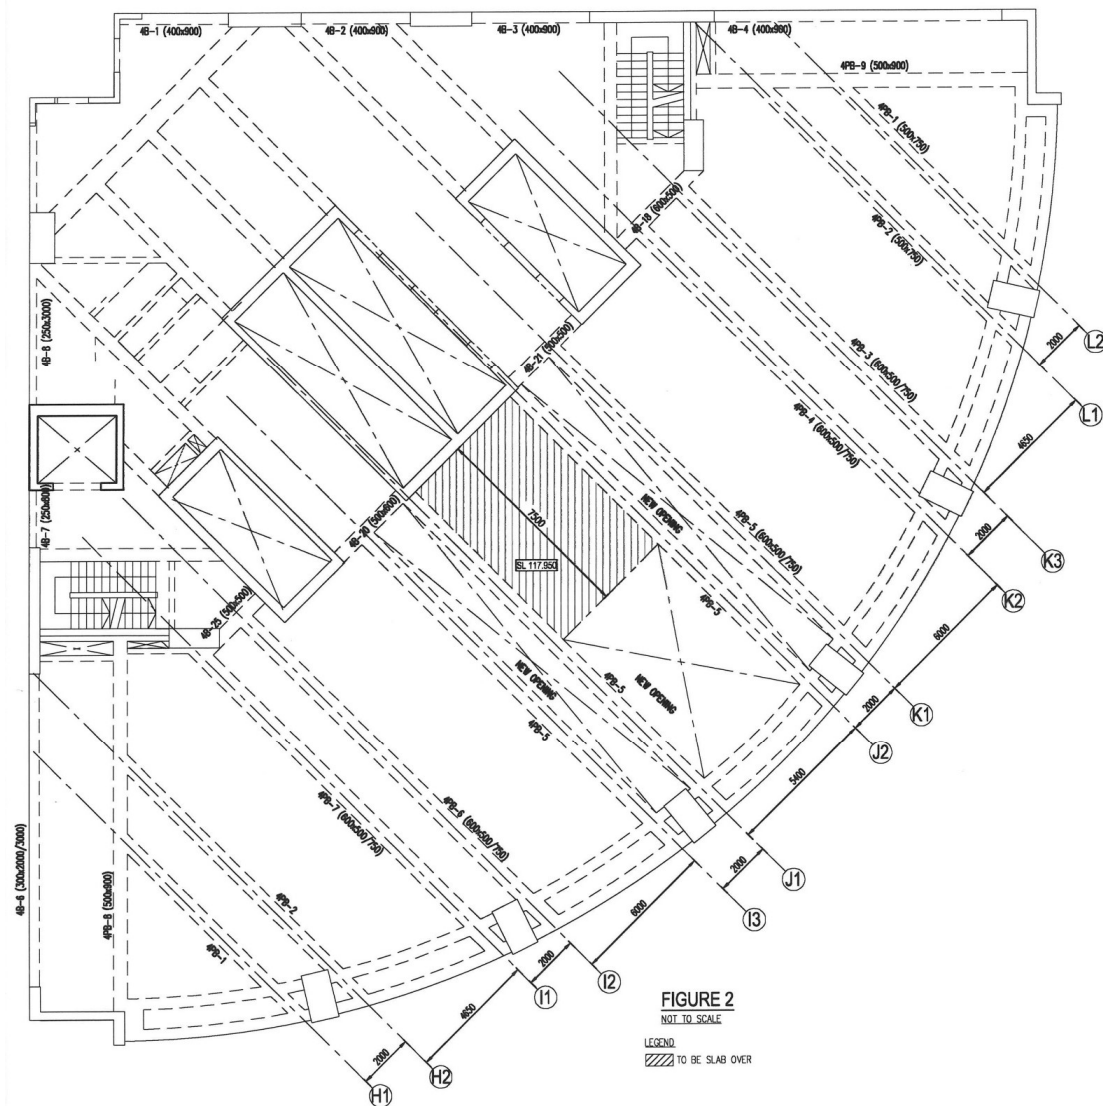 4B-1 (400x900)
4B-2 (400x900)
4B-3 (400x900)
4B-4 (400x900)
4PB-9 (500x900)
4PB-1 (500x750)
4PB-2 (500x750)
4B-18 (600x500)
4B-8 (250x3000)
4B-21 (500x500)
4PB-3 (600x500/750)
4PB-4 (600x500/750)
2000
L2
L1
4650
4B-7 (250x600)
4B-20 (500x600)
7500
NEW OPENING
4PB-5 (600x500/750)
SL 117.950
2000
K3
K2
4B-25 (500x500)
4PB-5
6000
NEW OPENING
4PB-5
NEW OPENING
4PB-5
K1
2000
J2
5400
4PB-7 (600x500/750)
4PB-6 (600x500/750)
4B-6 (300x2000/3000)
4PB-8 (500x900)
4PB-2
4PB-1
J1
2000
I3
6000
2000
I2
I1
4650
2000
H2
H1
FIGURE 2
NOT TO SCALE
LEGEND
TO BE SLAB OVER